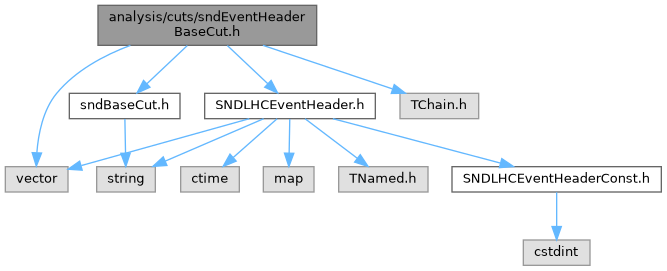 analysis/cuts/sndEventHeader
BaseCut.h
sndBaseCut.h
SNDLHCEventHeader.h
TChain.h
vector
string
ctime
map
TNamed.h
SNDLHCEventHeaderConst.h
cstdint